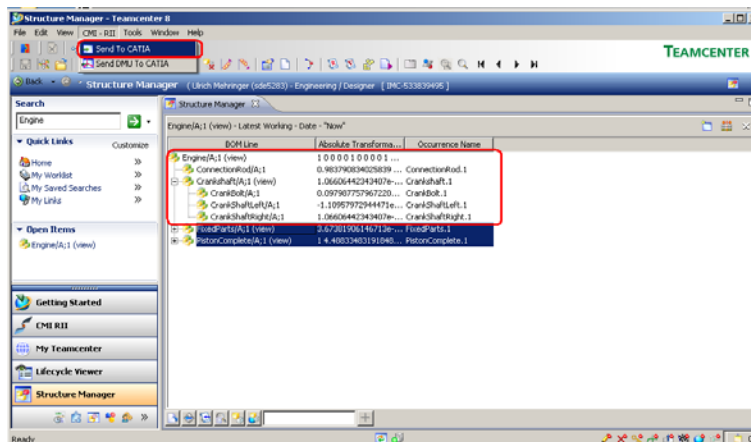 Structure Manager - Teamcenter 8
File Edit View CMI - RII Tools Window Help
Send To CATIA
Send DMU To CATIA
TEAMCENTER
Back
Structure Manager ( Ulrich Mehringer (sde5283) - Engineering / Designer [ IMC-533839495 ]
Search
Engine
Quick Links Customize
Home
My Worklist
My Saved Searches
My Links
Open Items
Engine/A;1 (view)
Getting Started
CMI RII
My Teamcenter
Lifecycle Viewer
Structure Manager
Structure Manager
Engine/A;1 (view) - Latest Working - Date - "Now"
BOM Line Absolute Transforma... Occurrence Name
Engine/A;1 (view) 1 0 0 0 0 1 0 0 0 0 1 ...
ConnectionRod/A;1 0.983790834025839 ... ConnectionRod.1
Crankshaft/A;1 (view) 1.06606442343407e-... Crankshaft.1
CrankBolt/A;1 0.097987757967220... CrankBolt.1
CrankShaftLeft/A;1 -1.10957972944471e... CrankShaftLeft.1
CrankShaftRight/A;1 1.06606442343407e-... CrankShaftRight.1
FixedParts/A;1 (view) 3.67381906146713e-... FixedParts.1
PistonComplete/A;1 (view) 1 4.48833483191848... PistonComplete.1
Ready